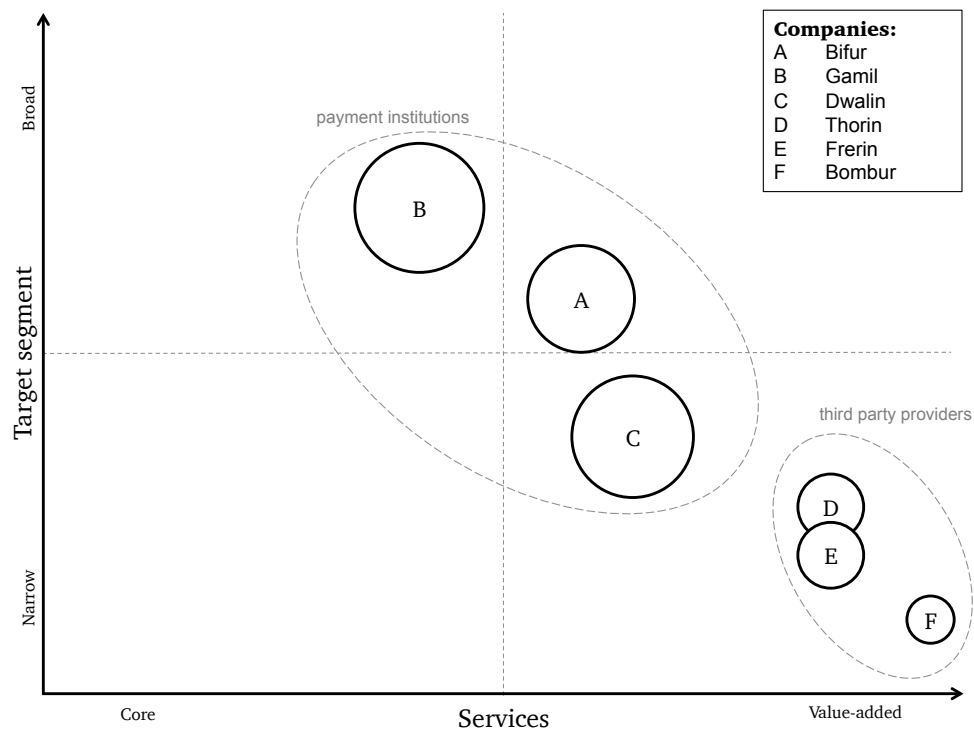 Companies:
A Bifur
B Gamil
C Dwalin
D Thorin
E Frerin
F Bombur
Broad
payment institutions
B
A
Target segment
C
third party providers
D
E
Narrow
F
Core
Services
Value-added